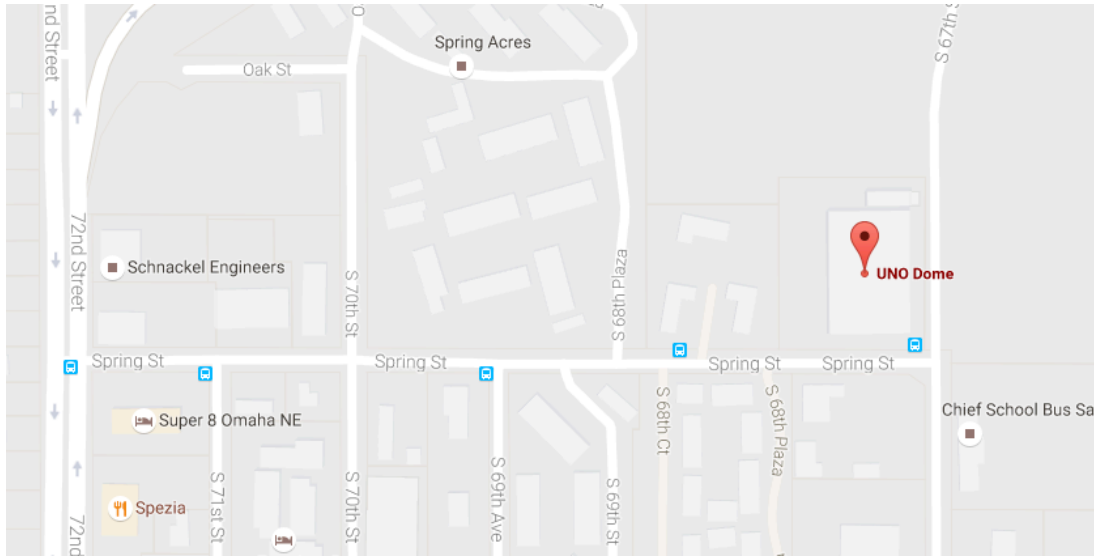 nd Street
O
S 67th S
Spring Acres
Oak St
72nd Street
Schnackel Engineers
S 70th St
S 68th Plaza
UNO Dome
Spring St
Spring St
Spring St
Spring St
Super 8 Omaha NE
Chief School Bus Sa
S 68th Ct
S 68th Plaza
S 71st St
S 70th St
S 69th Ave
S 69th St
Spezia
72nd